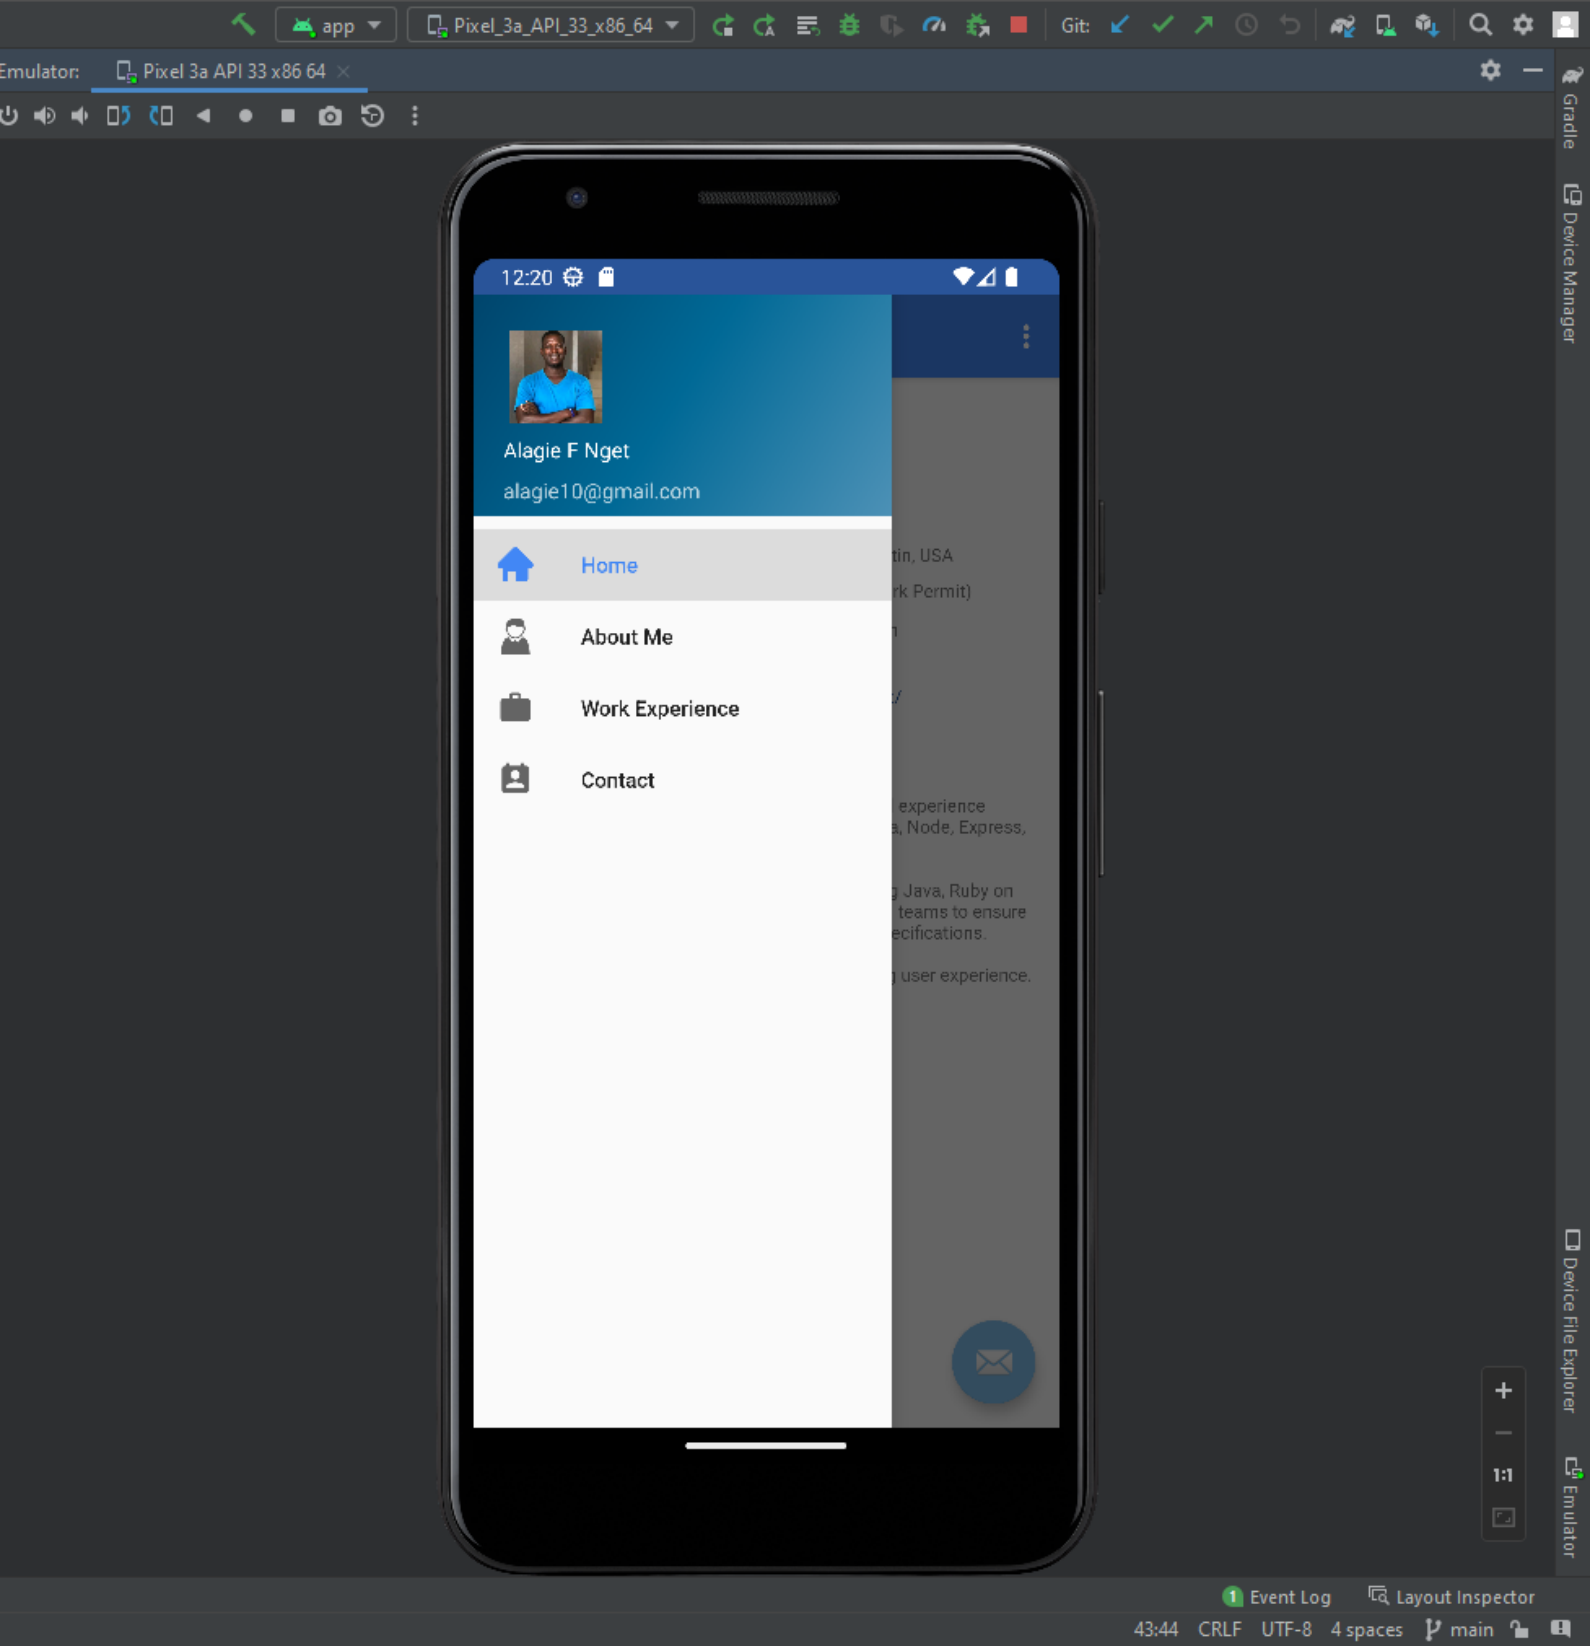 app
Pixel_3a_API_33_x86_64
Git:
Emulator:
Pixel 3a API 33 x86 64
Gradle
Device Manager
12:20
Alagie F Nget
alagie10@gmail.com
Home
About Me
Work Experience
Contact
tin, USA
rk Permit)
/
experience
a, Node, Express,
g Java, Ruby on
teams to ensure
ecifications.
g user experience.
Device File Explorer
1:1
Emulator
1 Event Log
Layout Inspector
43:44 CRLF UTF-8 4 spaces main